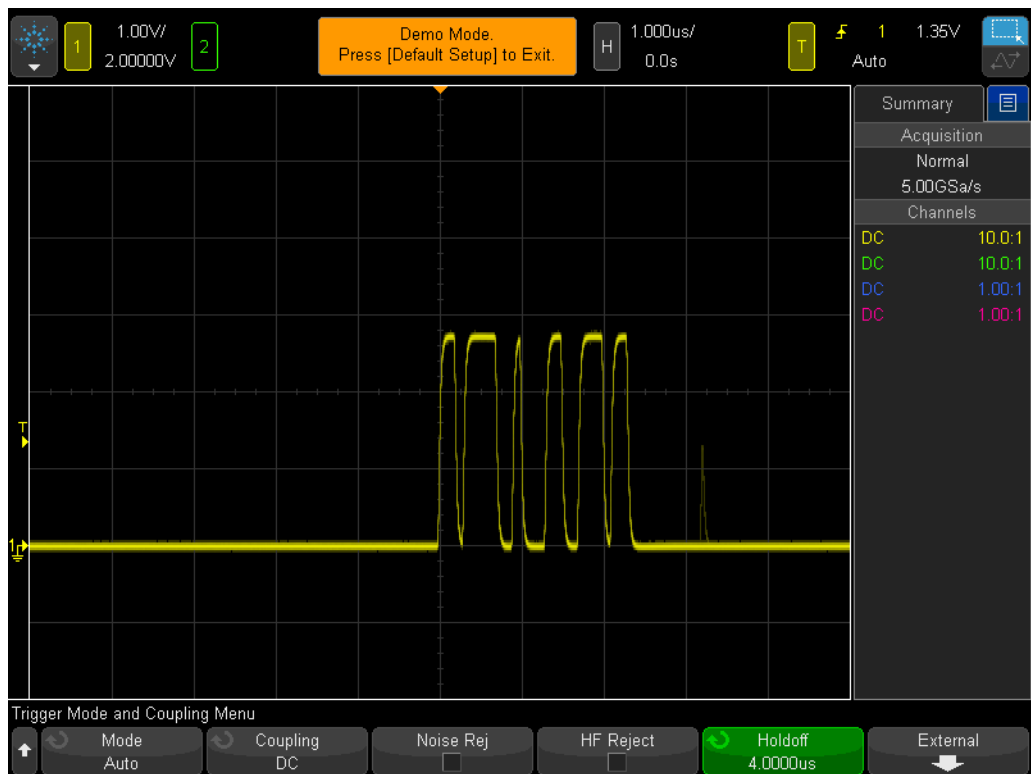 1
1.00V/
2.00000V
2
Demo Mode.
Press [Default Setup] to Exit.
H
1.000us/
0.0s
T
1
1.35V
Auto
Summary
Acquisition
Normal
5.00GSa/s
Channels
DC 10.0:1
DC 10.0:1
DC 1.00:1
DC 1.00:1
T
1
Trigger Mode and Coupling Menu
Mode
Auto
Coupling
DC
Noise Rej
HF Reject
Holdoff
4.0000us
External